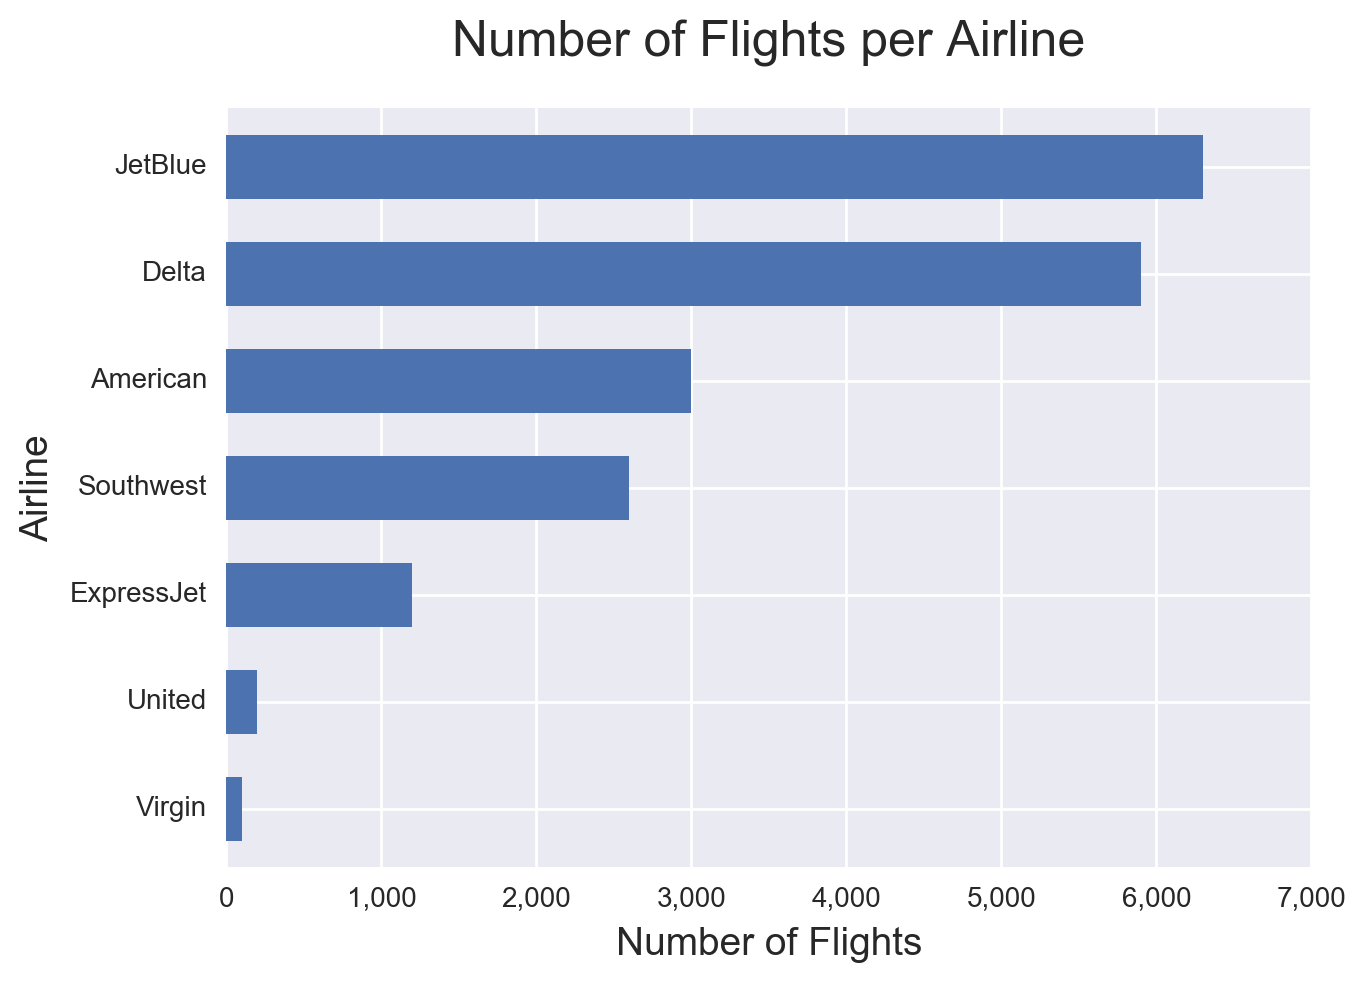 Number of Flights per Airline
JetBlue
Delta
American
Southwest
ExpressJet
United
Virgin
Airline
0 1,000 2,000 3,000 4,000 5,000 6,000 7,000
Number of Flights